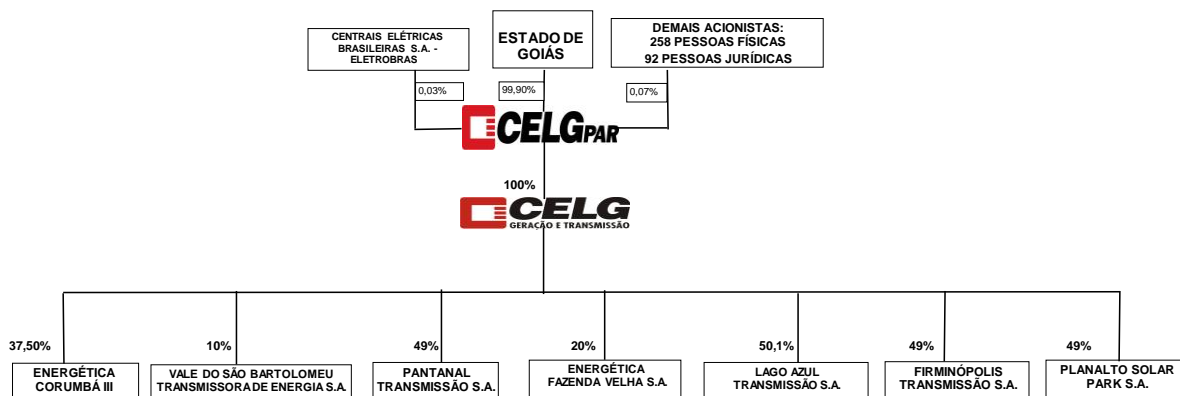 CENTRAIS ELÉTRICAS
BRASILEIRAS S.A. -
ELETROBRAS
ESTADO DE
GOIÁS
DEMAIS ACIONISTAS:
258 PESSOAS FÍSICAS
92 PESSOAS JURÍDICAS
0,03%
99,90%
0,07%
CELGPAR
100%
CELG
GERAÇÃO E TRANSMISSÃO
37,50%
10%
49%
20%
50,1%
49%
49%
ENERGÉTICA
CORUMBÁ III
VALE DO SÃO BARTOLOMEU
TRANSMISSORA DE ENERGIA S.A.
PANTANAL
TRANSMISSÃO S.A.
ENERGÉTICA
FAZENDA VELHA S.A.
LAGO AZUL
TRANSMISSÃO S.A.
FIRMINÓPOLIS
TRANSMISSÃO S.A.
PLANALTO SOLAR
PARK S.A.